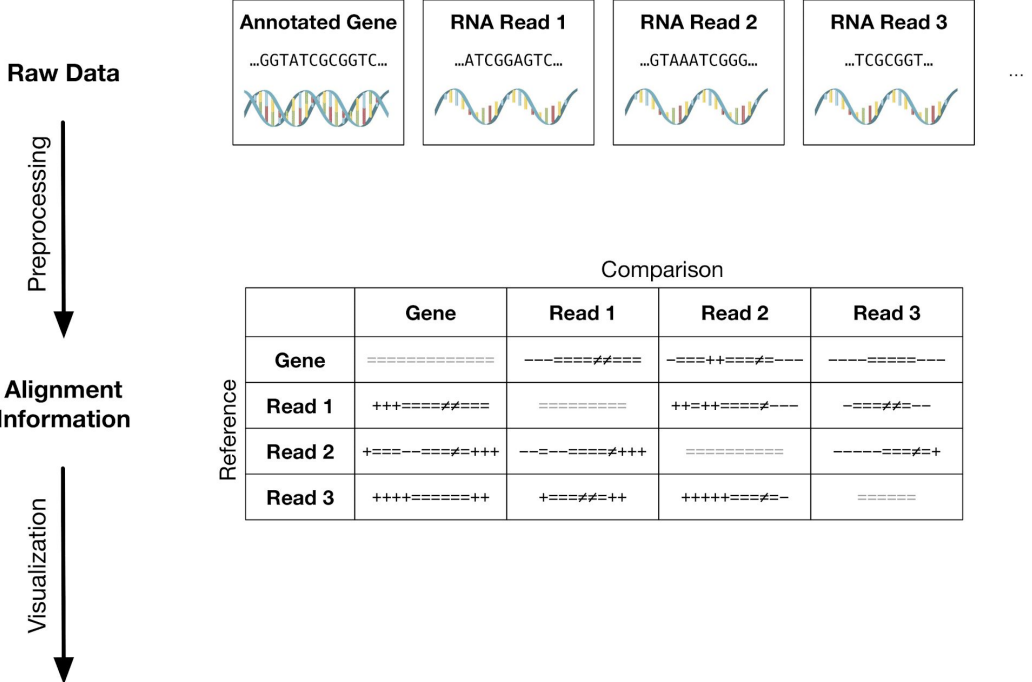 Annotated Gene
RNA Read 1
RNA Read 2
RNA Read 3
Raw Data
…GGTATCGCGGTC…
…ATCGGAGTC…
…GTAAATCGGG…
…TCGCGGT…
…
Preprocessing
Comparison
Gene
Read 1
Read 2
Read 3
Gene
=============
---====≠≠===
-===++===≠=---
----=====---
Alignment
Information
Reference
Read 1
+++====≠≠===
=========
++=++====≠---
-===≠≠=--
Read 2
+===--===≠=+++
--=--====≠+++
==========
-----===≠=+
Read 3
++++======++
+===≠≠=++
+++++===≠=-
======
Visualization